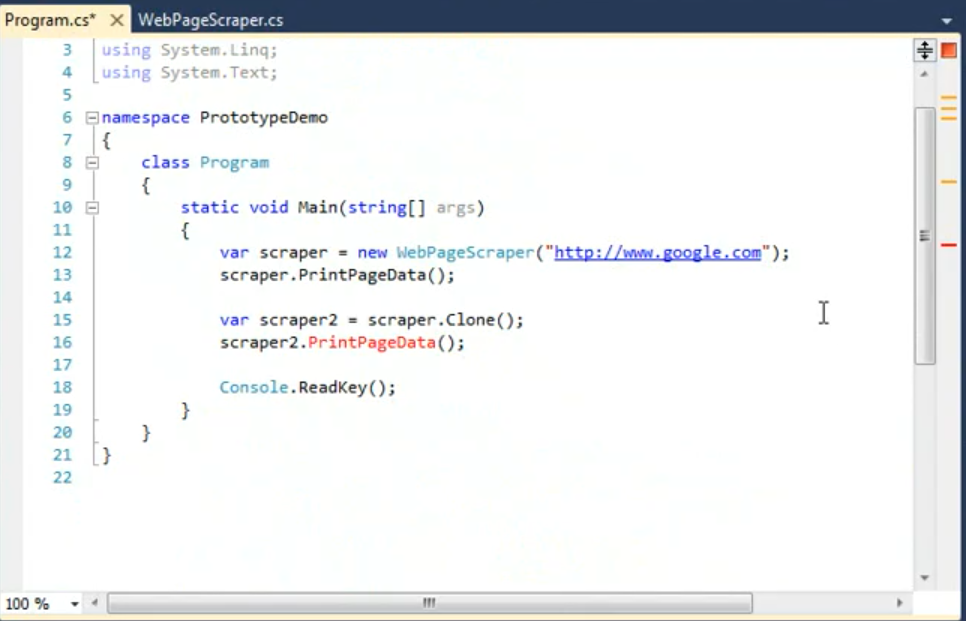 Program.cs* WebPageScraper.cs
3 using System.Linq;
4 using System.Text;
5
6 namespace PrototypeDemo
7 {
8 class Program
9 {
10 static void Main(string[] args)
11 {
12 var scraper = new WebPageScraper("http://www.google.com");
13 scraper.PrintPageData();
14
15 var scraper2 = scraper.Clone();
16 scraper2.PrintPageData();
17
18 Console.ReadKey();
19 }
20 }
21 }
22
100 %